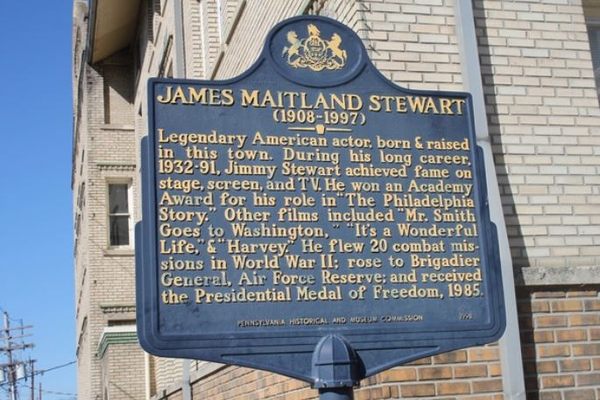 JAMES MAITLAND STEWART
(1908-1997)
Legendary American actor, born & raised
in this town. During his long career,
1932-91, Jimmy Stewart achieved fame on
stage, screen, and TV. He won an Academy
Award for his role in "The Philadelphia
Story." Other films included "Mr. Smith
Goes to Washington," "It's a Wonderful
Life," & "Harvey." He flew 20 combat mis-
sions in World War II; rose to Brigadier
General, Air Force Reserve; and received
the Presidential Medal of Freedom, 1985.
PENNSYLVANIA HISTORICAL AND MUSEUM COMMISSION